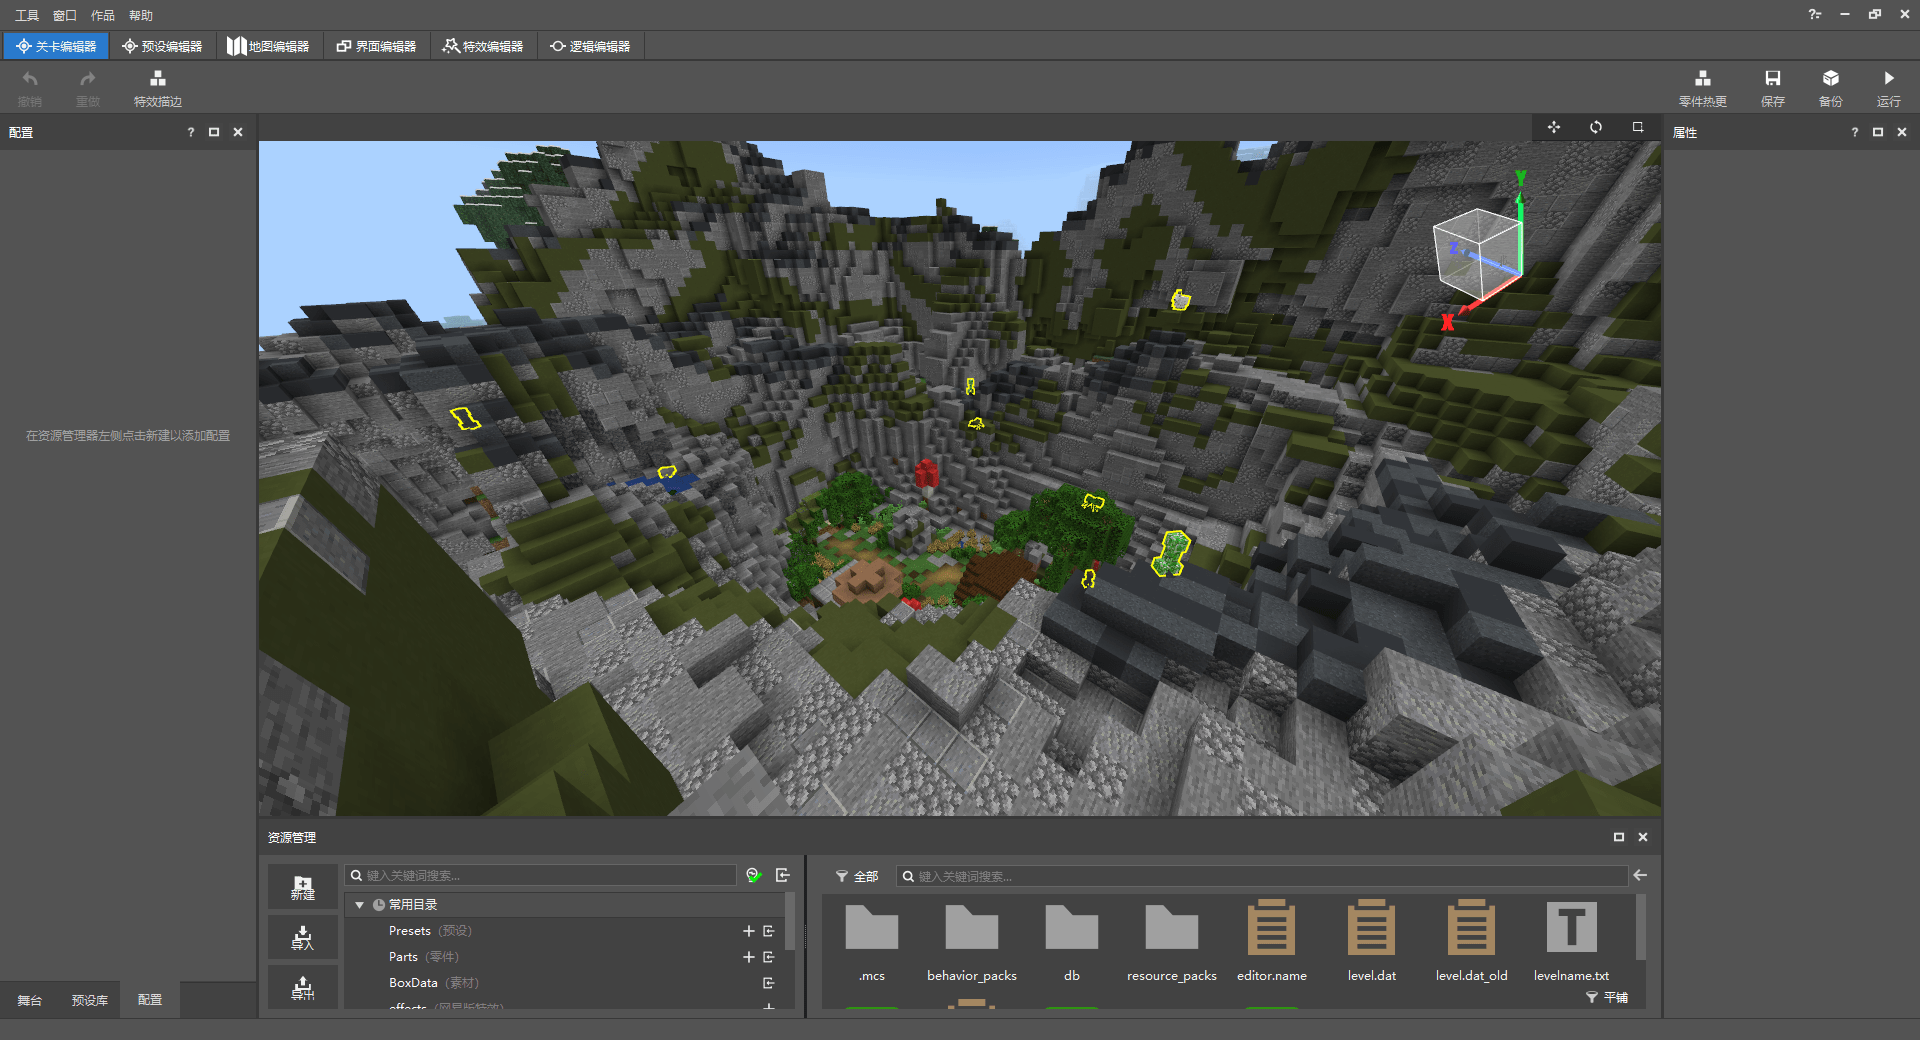 工具 窗口 作品 帮助
关卡编辑器 预设编辑器 地图编辑器 界面编辑器 特效编辑器 逻辑编辑器
撤销 重做 特效描边 零件热更 保存 备份 运行
配置
属性
Y
Z
X
在资源管理器左侧点击新建以添加配置
资源管理
新建
导入
导出
键入关键词搜索...
常用目录
Presets (预设)
Parts (零件)
BoxData (素材)
effects (网易版特效)
全部
键入关键词搜索...
.mcs behavior_packs db resource_packs editor.name level.dat level.dat_old levelname.txt
平铺
舞台 预设库 配置